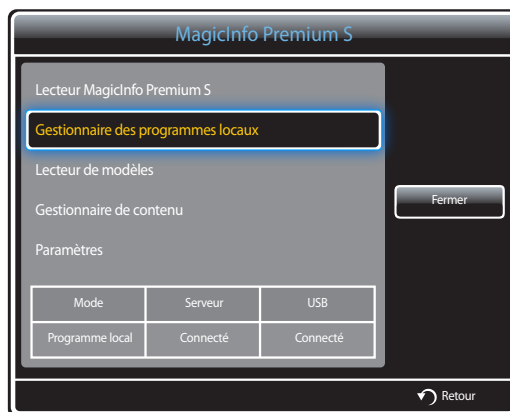 MagicInfo Premium S
Lecteur MagicInfo Premium S
Gestionnaire des programmes locaux
Lecteur de modèles
Gestionnaire de contenu
Paramètres
Fermer
Mode Serveur USB
Programme local Connecté Connecté
Retour